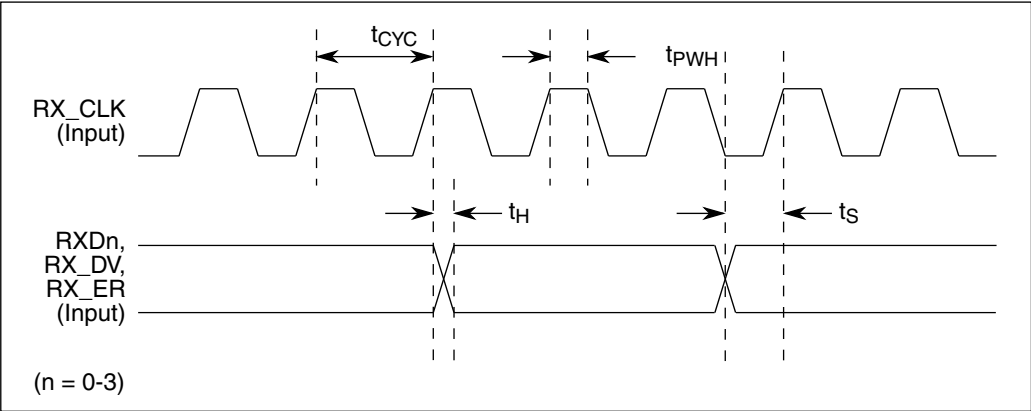 tCYC
tPWH
RX_CLK
(Input)
tH
tS
RXDn,
RX_DV,
RX_ER
(Input)
(n = 0-3)